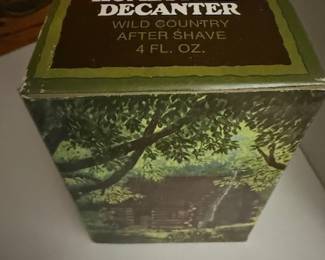 DECANTER
WILD COUNTRY
AFTER SHAVE
4 FL. OZ.